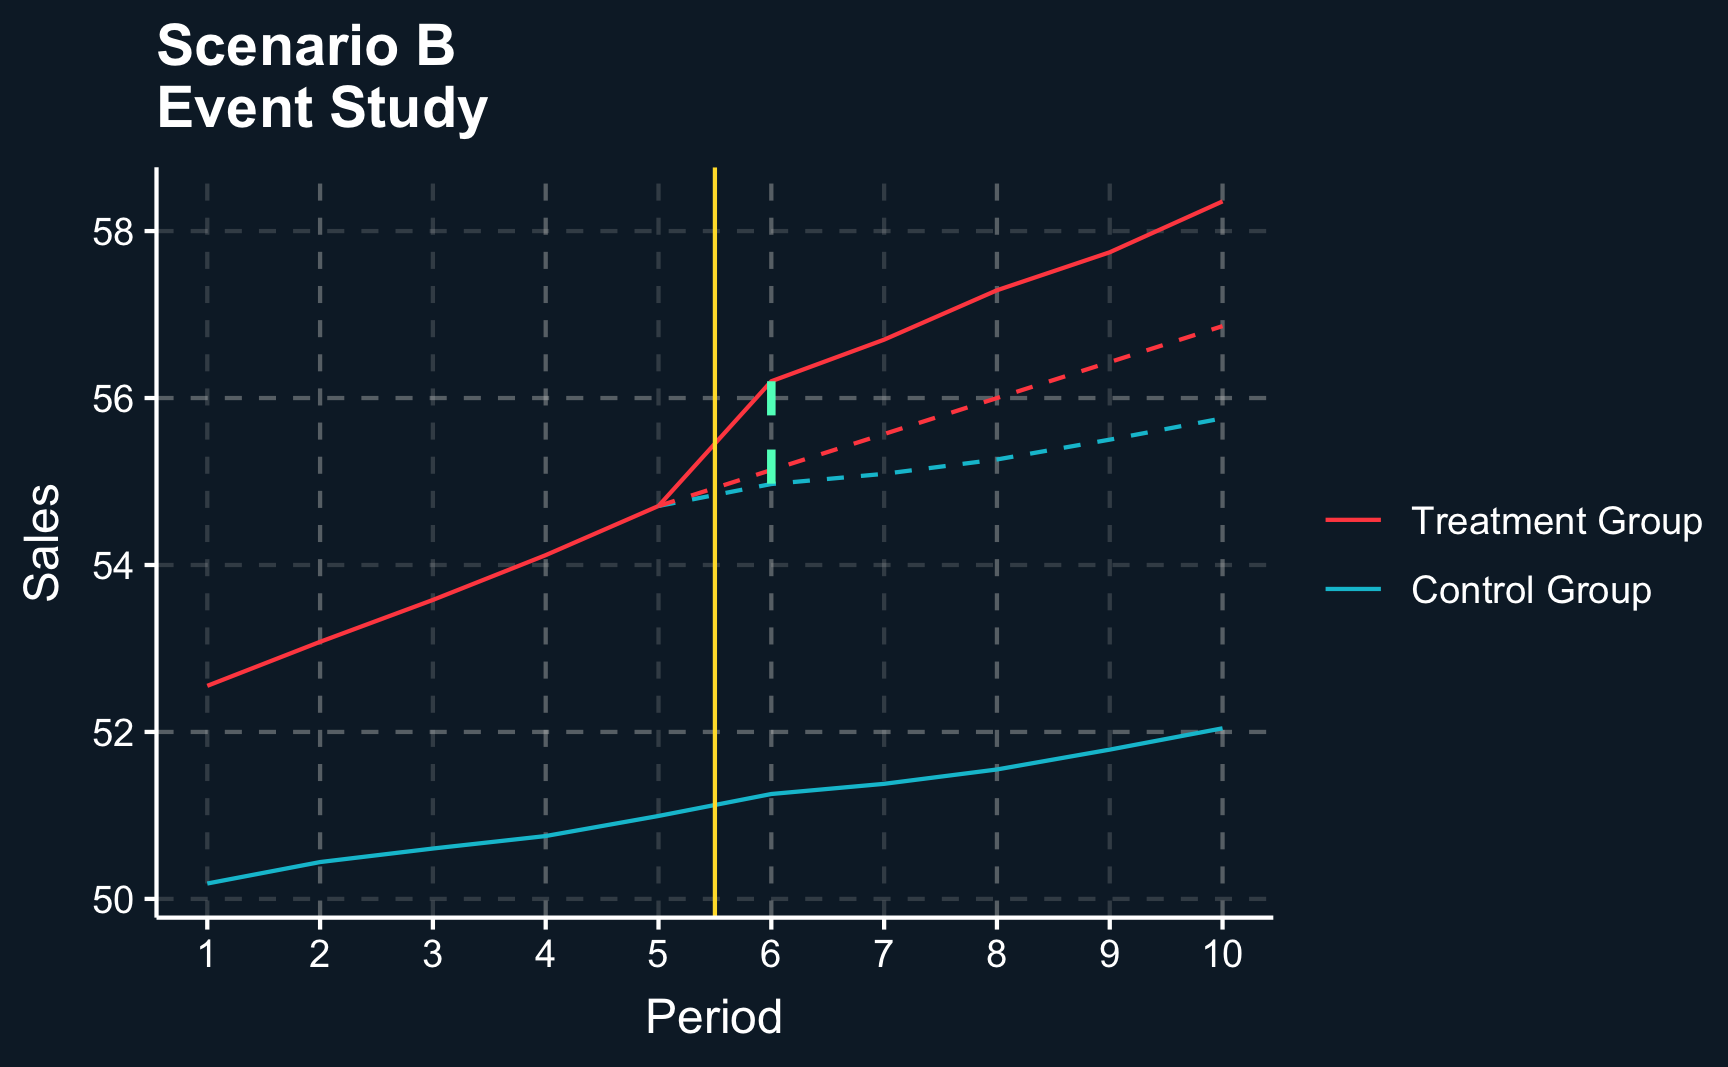 Scenario B
Event Study
58
56
54
52
50
Sales
1 2 3 4 5 6 7 8 9 10
Period
Treatment Group
Control Group